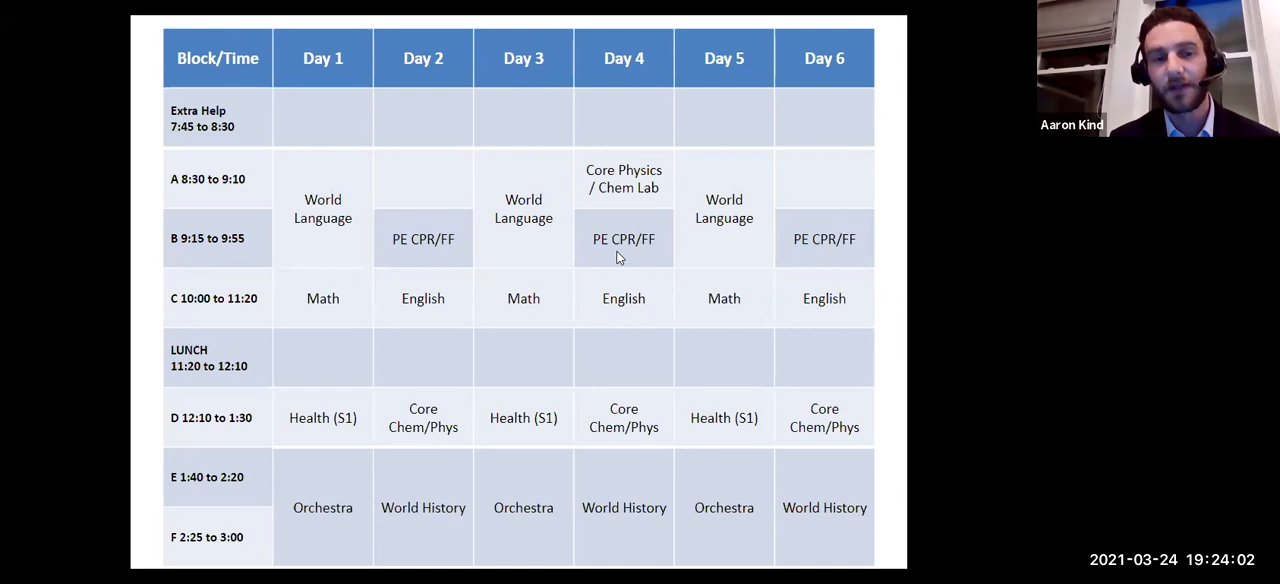 Block/Time Day 1 Day 2 Day 3 Day 4 Day 5 Day 6
Extra Help
7:45 to 8:30
A 8:30 to 9:10
World
Language
World
Language
Core Physics
/ Chem Lab
World
Language
B 9:15 to 9:55
PE CPR/FF
PE CPR/FF
PE CPR/FF
C 10:00 to 11:20
Math
English
Math
English
Math
English
LUNCH
11:20 to 12:10
D 12:10 to 1:30
Health (S1)
Core
Chem/Phys
Health (S1)
Core
Chem/Phys
Health (S1)
Core
Chem/Phys
E 1:40 to 2:20
Orchestra
World History
Orchestra
World History
Orchestra
World History
F 2:25 to 3:00
Aaron Kind
2021-03-24 19:24:02